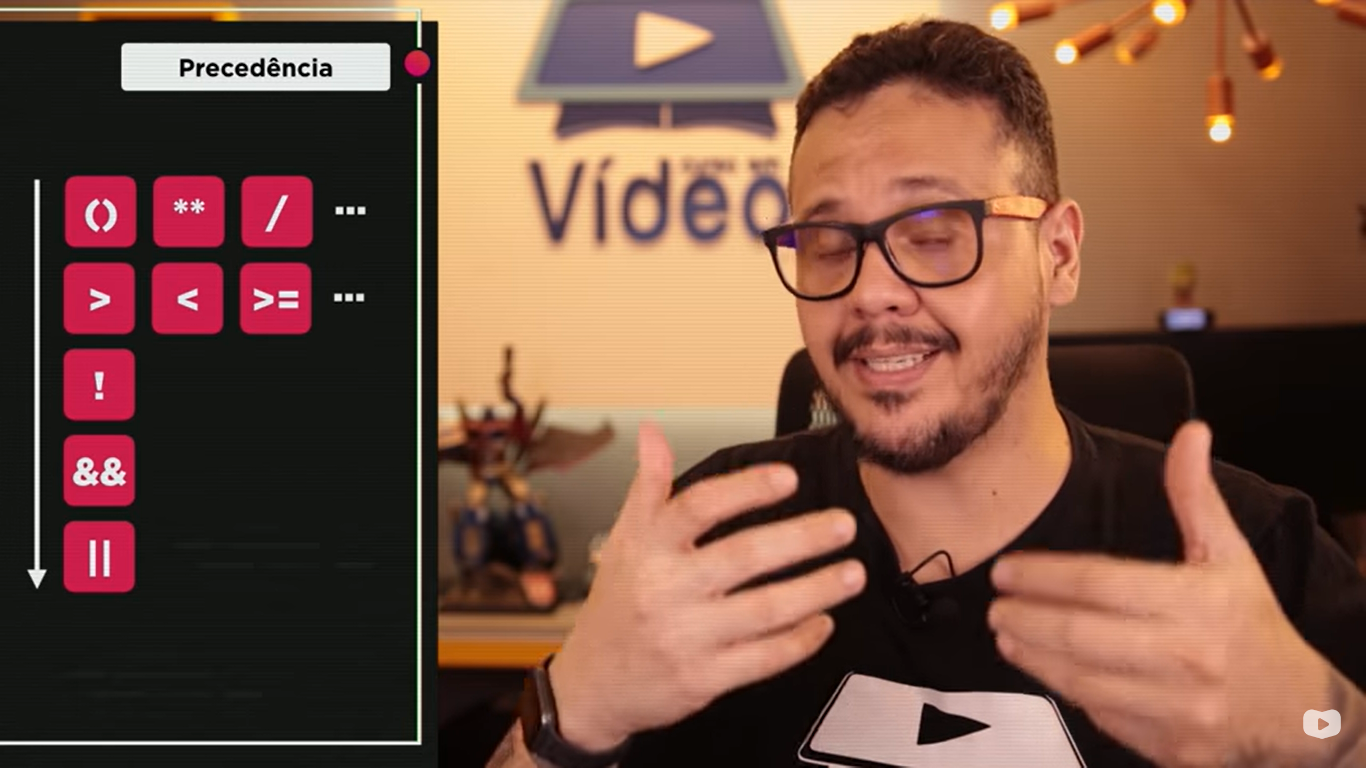 Precedência
() ** / ...
> < >= ...
!
&&
||
Vídeo